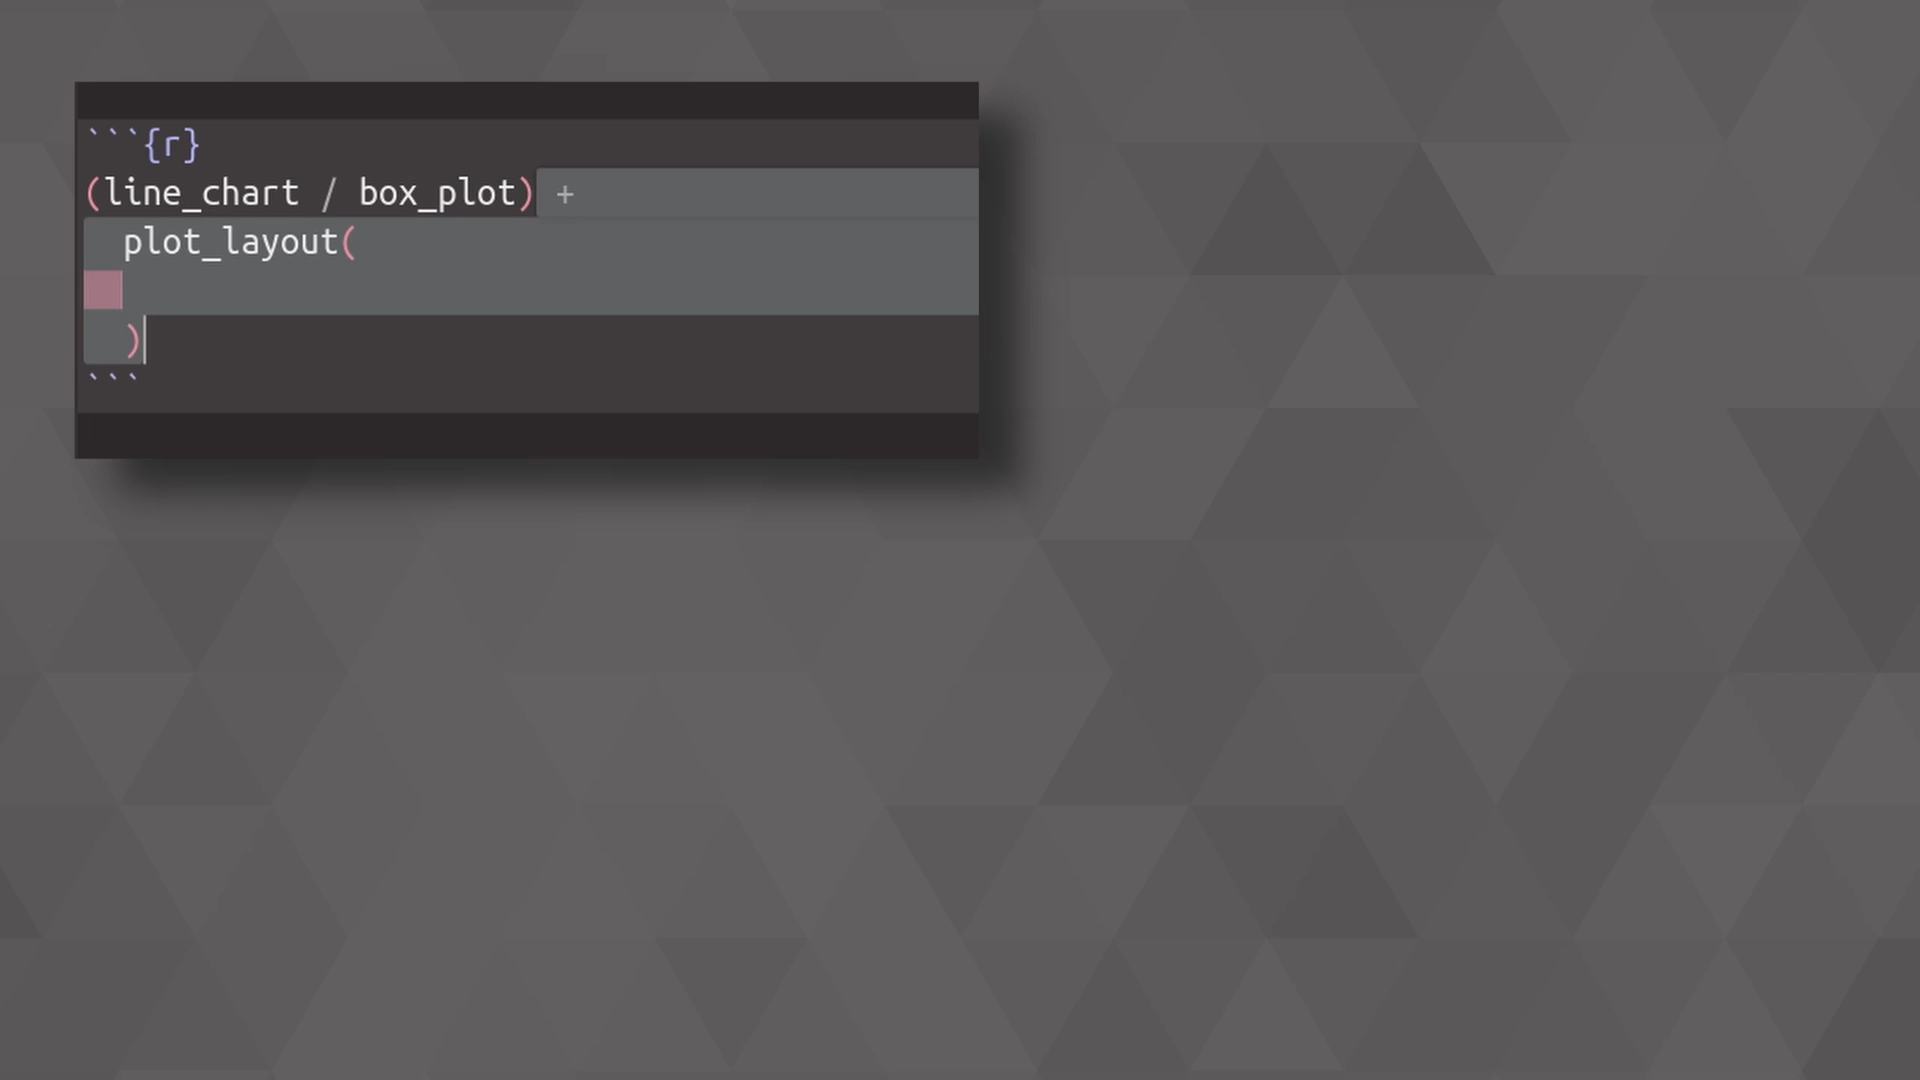 ```{r}
(line_chart / box_plot) +
  plot_layout(
  )
```